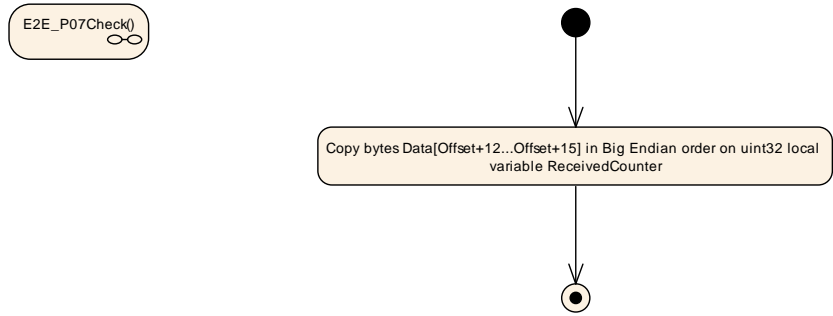 E2E_P07Check()
Copy bytes Data[Offset+12...Offset+15] in Big Endian order on uint32 local
variable ReceivedCounter